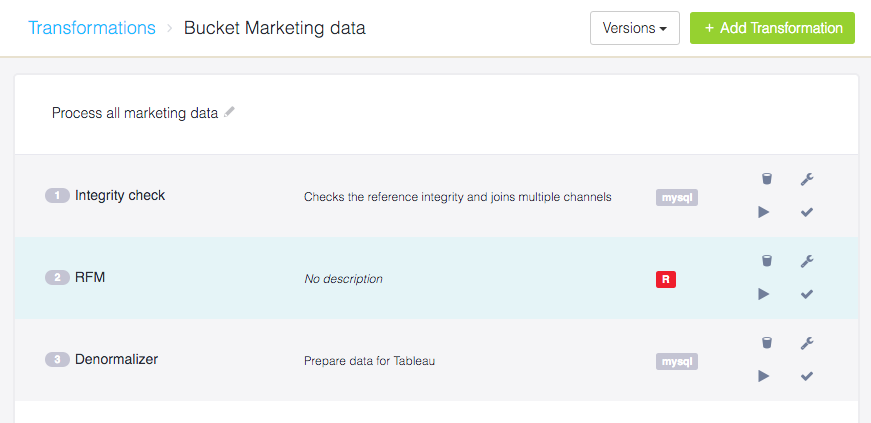 Transformations › Bucket Marketing data Versions + Add Transformation
Process all marketing data
1 Integrity check Checks the reference integrity and joins multiple channels mysql
2 RFM No description R
3 Denormalizer Prepare data for Tableau mysql